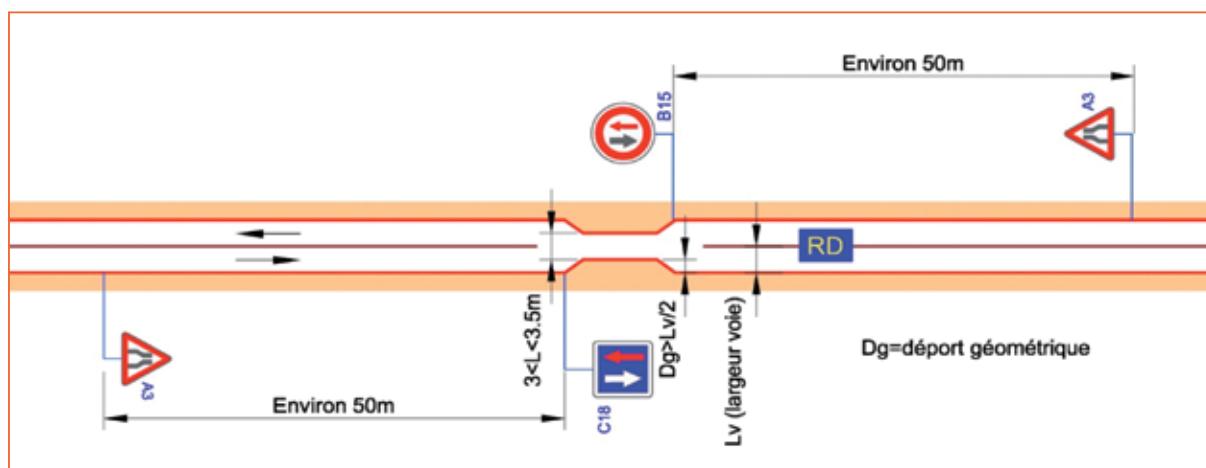 Environ 50m
B15
A3
RD
3<L<3.5m
Dg>Lv/2
Lv (largeur voie)
Dg=déport géométrique
A3
C18
Environ 50m